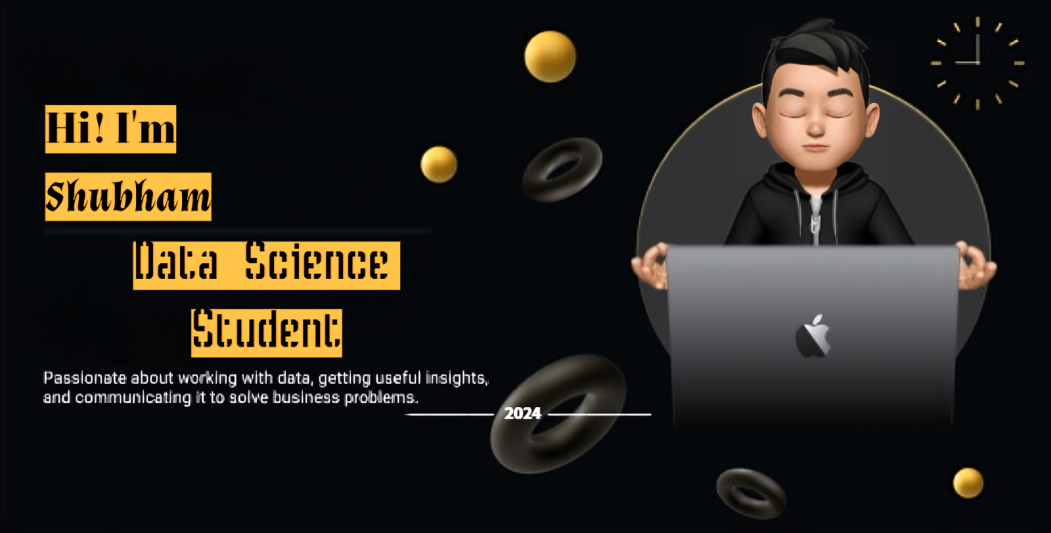 Hi! I'm
Shubham
Data Science
Student
Passionate about working with data, getting useful insights,
and communicating it to solve business problems.
2024